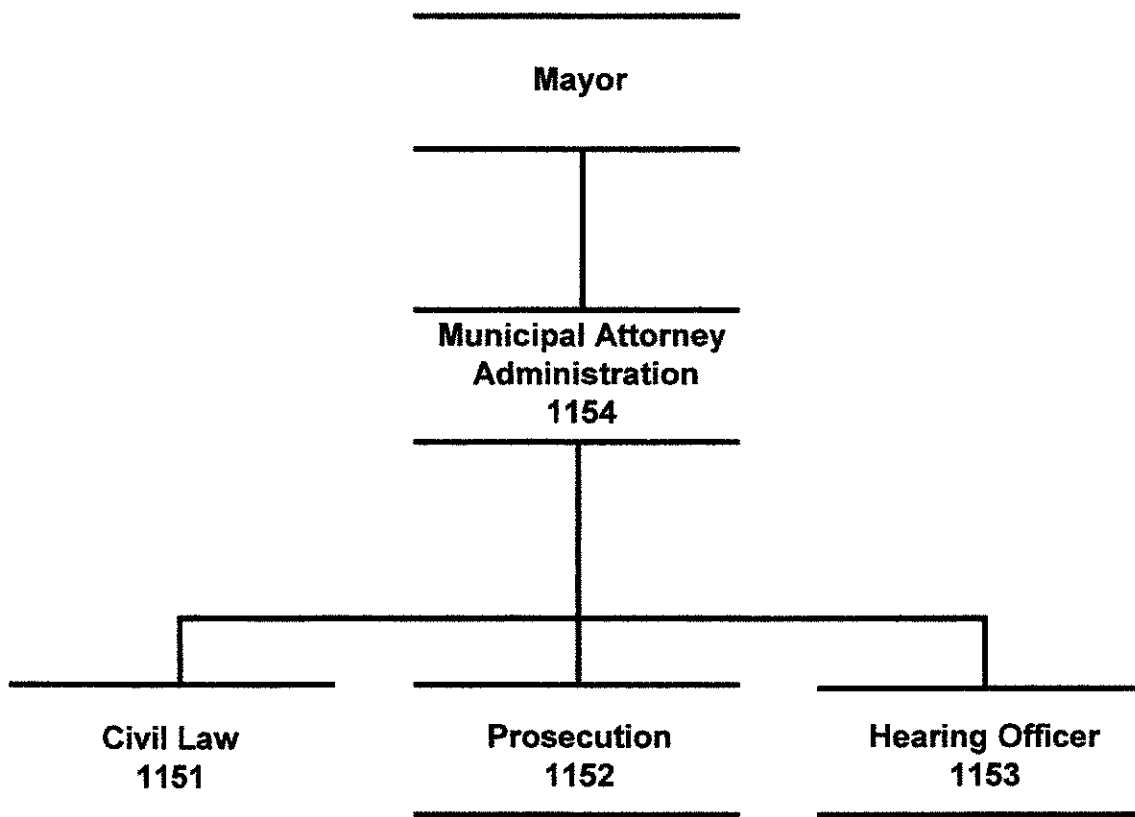 Mayor
Municipal Attorney
Administration
1154
Civil Law
1151
Prosecution
1152
Hearing Officer
1153